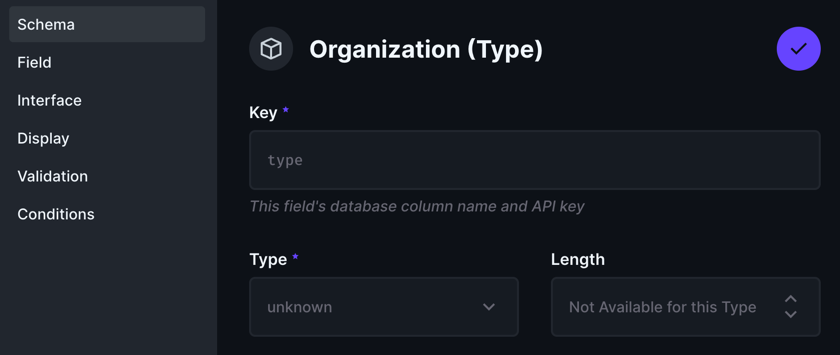 Schema
Field
Interface
Display
Validation
Conditions
Organization (Type)
Key *
type
This field's database column name and API key
Type *
unknown
Length
Not Available for this Type